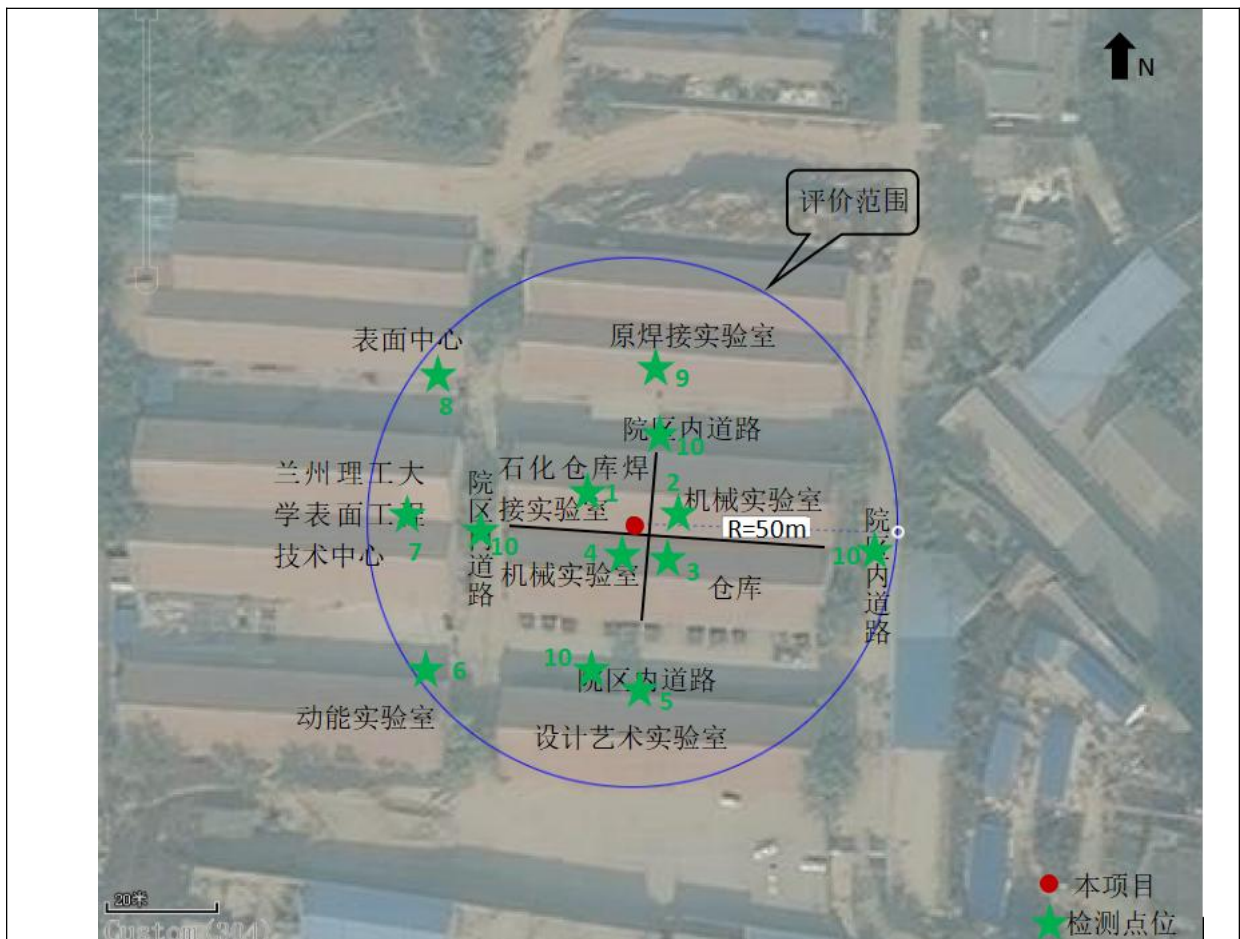 N
评价范围
表面中心
8
原焊接实验室
9
院区内道路
10
石化仓库焊
接实验室
1
2
机械实验室
R=50m
兰州理工大
学表面工程
技术中心
7
院区内道路
10
院区内道路
10
4
机械实验室
3
仓库
6
动能实验室
10
院区内道路
5
设计艺术实验室
本项目
检测点位
20米
Custom(304)